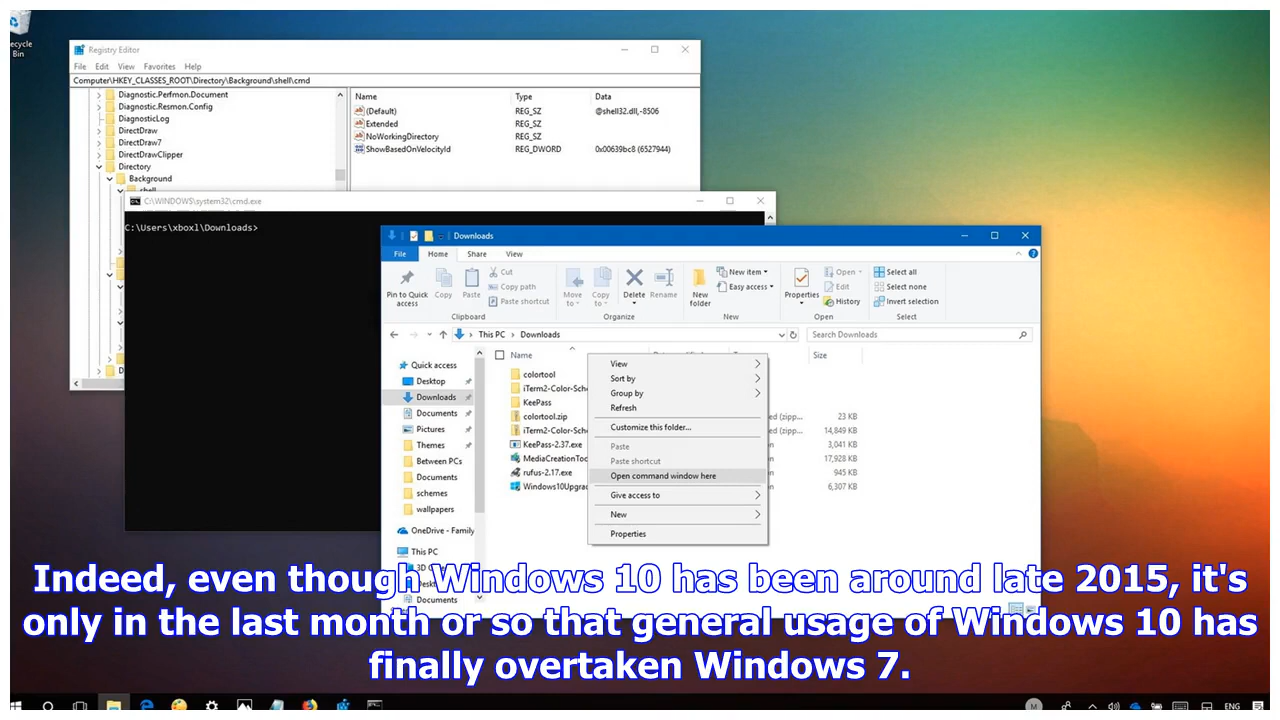 ecycle
Bin
Registry Editor
File Edit View Favorites Help
Computer\HKEY_CLASSES_ROOT\Directory\Background\shell\cmd
Diagnostic.Perfmon.Document
Diagnostic.Resmon.Config
DiagnosticLog
DirectDraw
DirectDraw7
DirectDrawClipper
Directory
Background
shell
Name Type Data
(Default) REG_SZ @shell32.dll,-8506
Extended REG_SZ
NoWorkingDirectory REG_SZ
ShowBasedOnVelocityId REG_DWORD 0x00639bc8 (6527944)
C:\WINDOWS\system32\cmd.exe
C:\Users\xboxl\Downloads>
Downloads
File Home Share View
Pin to Quick access
Copy
Paste
Cut
Copy path
Paste shortcut
Clipboard
Move to
Copy to
Delete
Rename
Organize
New folder
New item
Easy access
New
Properties
Open
Edit
History
Open
Select all
Select none
Invert selection
Select
This PC > Downloads
Search Downloads
Quick access
Desktop
Downloads
Documents
Pictures
Themes
Between PCs
Documents
schemes
wallpapers
OneDrive - Family
This PC
Documents
Name Size
colortool
iTerm2-Color-Sch
KeePass
colortool.zip d (zipp... 23 KB
iTerm2-Color-Sch ed (zipp... 14,849 KB
KeePass-2.37.exe 3,041 KB
MediaCreationToo 17,928 KB
rufus-2.17.exe 945 KB
Windows10Upgra 6,307 KB
View
Sort by
Group by
Refresh
Customize this folder...
Paste
Paste shortcut
Open command window here
Give access to
New
Properties
Indeed, even though Windows 10 has been around late 2015, it's
only in the last month or so that general usage of Windows 10 has
finally overtaken Windows 7.
M
ENG